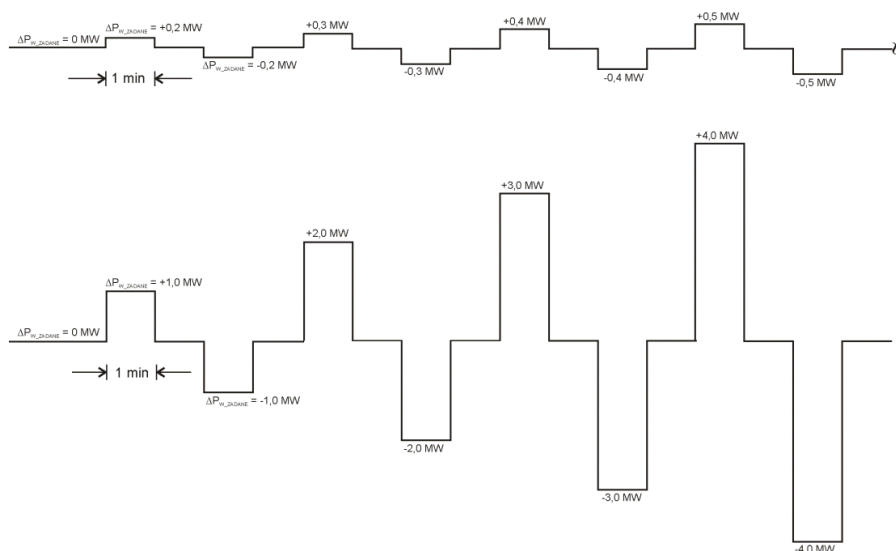 ΔP_W_ZADANE = +0,2 MW
+0,3 MW
+0,4 MW
+0,5 MW
ΔP_W_ZADANE = 0 MW
ΔP_W_ZADANE = -0,2 MW
-0,3 MW
-0,4 MW
-0,5 MW
1 min
+4,0 MW
+3,0 MW
+2,0 MW
ΔP_W_ZADANE = +1,0 MW
ΔP_W_ZADANE = 0 MW
1 min
ΔP_W_ZADANE = -1,0 MW
-2,0 MW
-3,0 MW
-4,0 MW